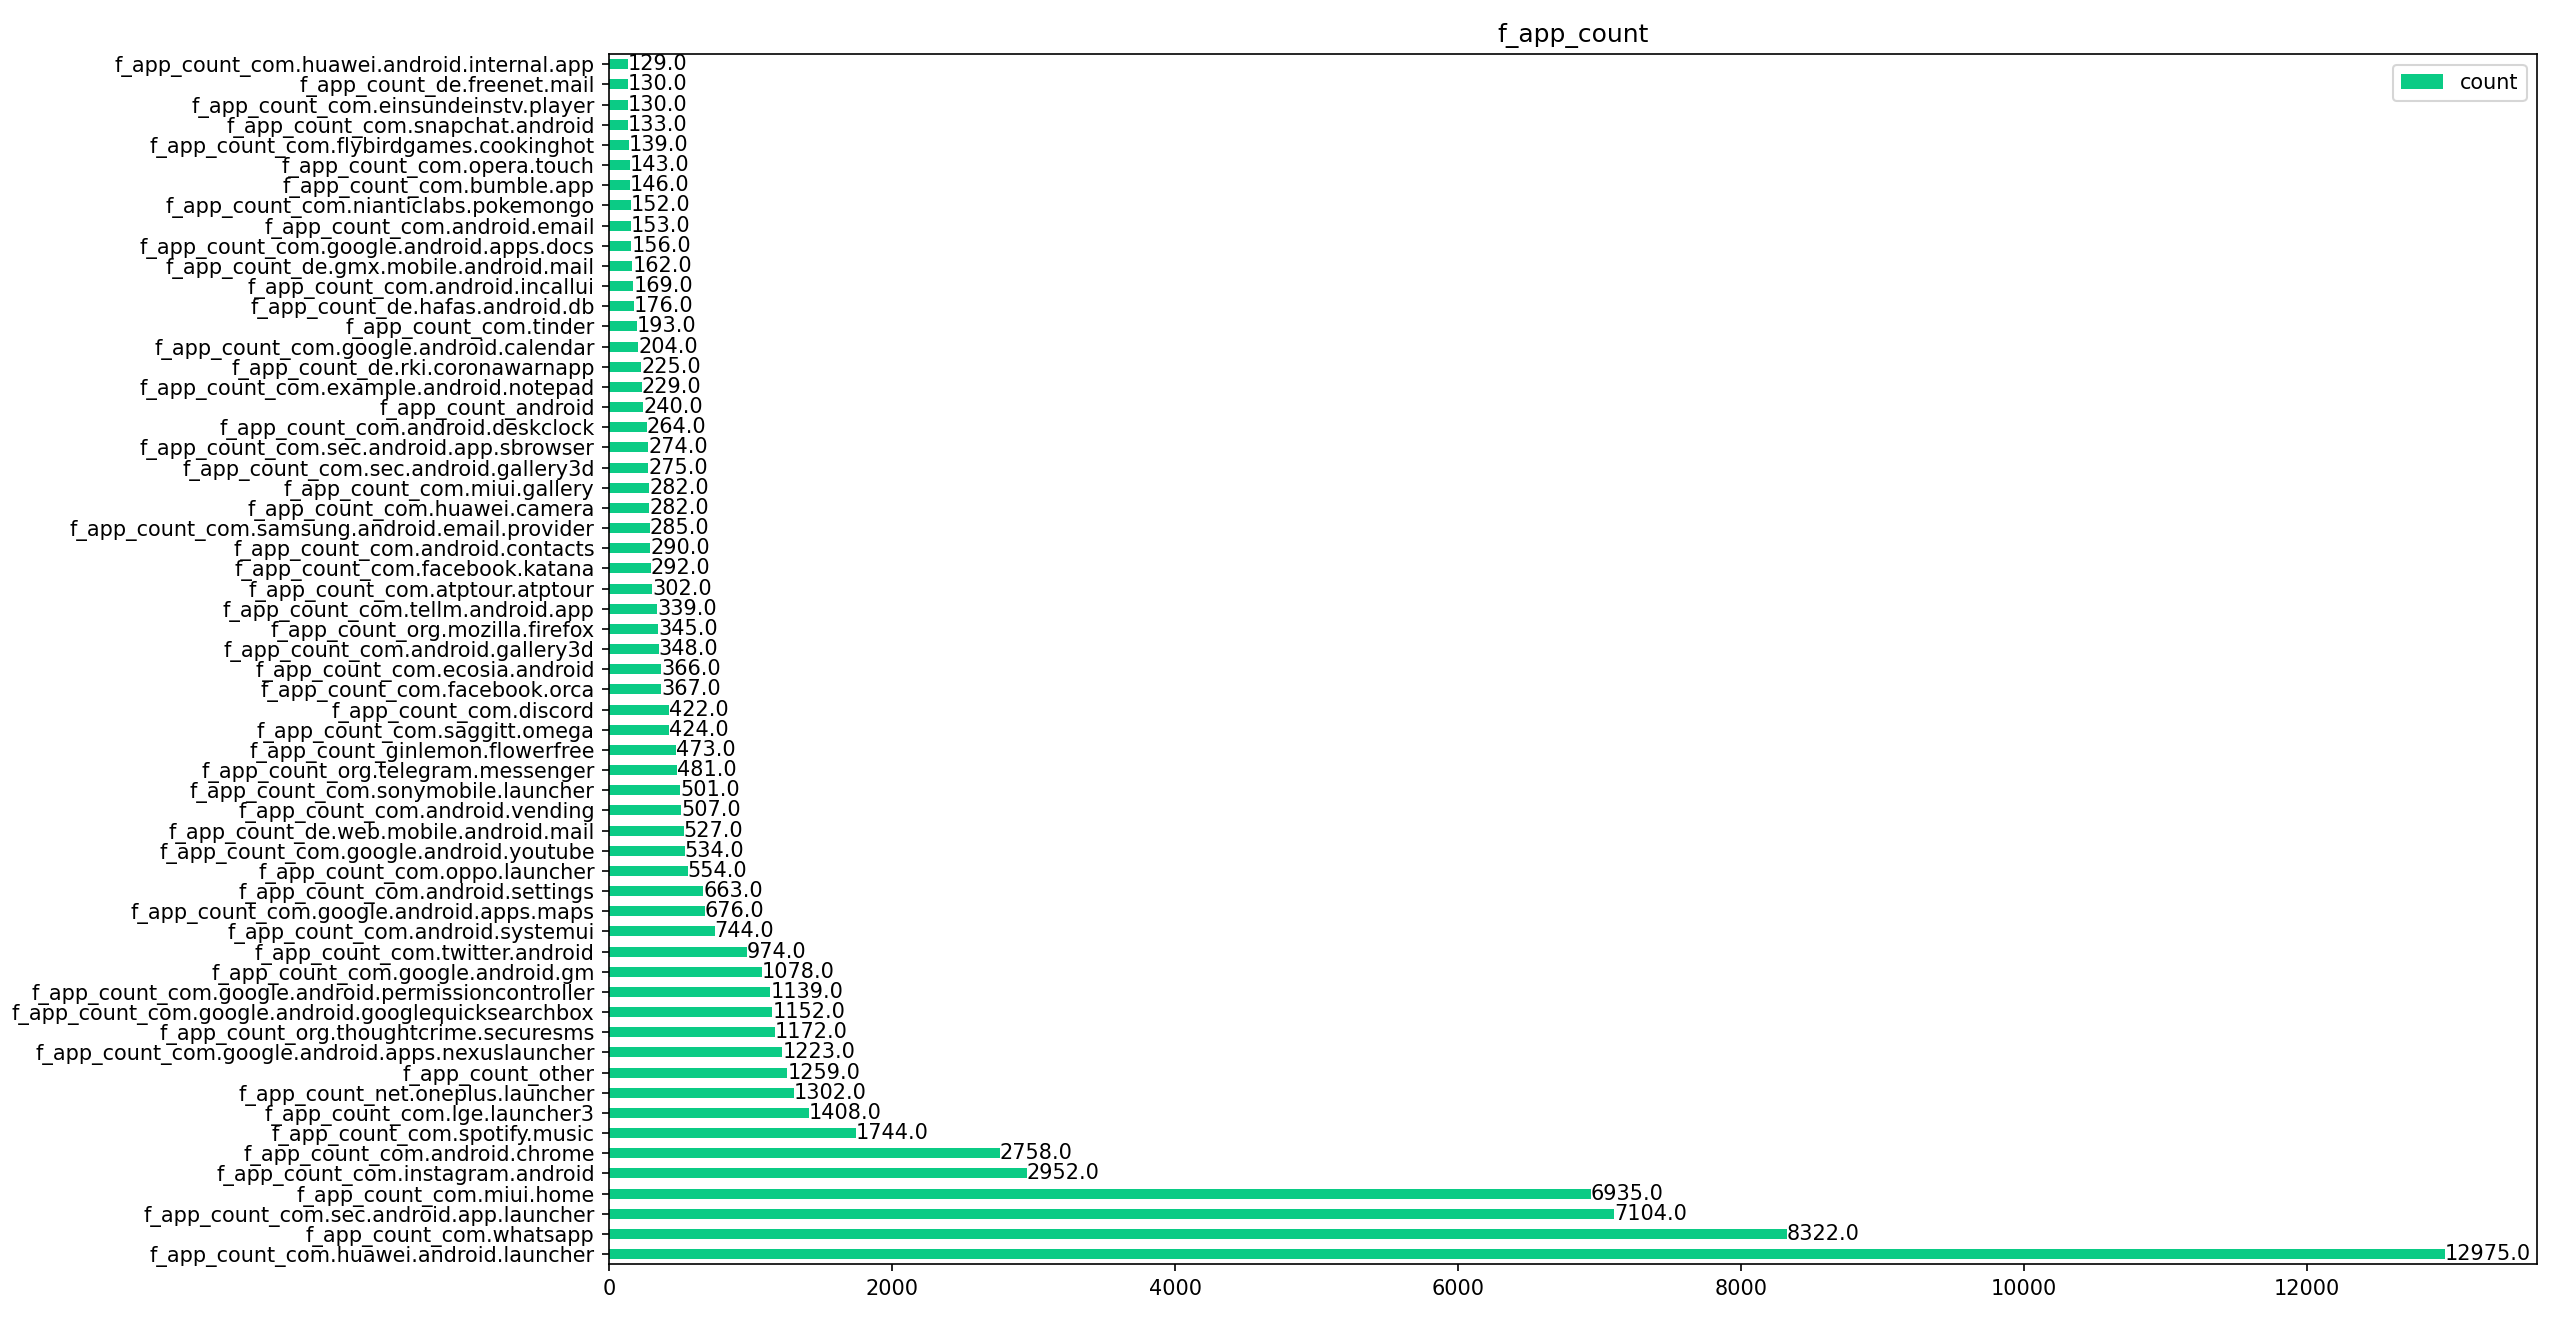 f_app_count
count
f_app_count_com.huawei.android.internal.app 129.0
f_app_count_de.freenet.mail 130.0
f_app_count_com.einsundeinstv.player 130.0
f_app_count_com.snapchat.android 133.0
f_app_count_com.flybirdgames.cookinghot 139.0
f_app_count_com.opera.touch 143.0
f_app_count_com.bumble.app 146.0
f_app_count_com.nianticlabs.pokemongo 152.0
f_app_count_com.android.email 153.0
f_app_count_com.google.android.apps.docs 156.0
f_app_count_de.gmx.mobile.android.mail 162.0
f_app_count_com.android.incallui 169.0
f_app_count_de.hafas.android.db 176.0
f_app_count_com.tinder 193.0
f_app_count_com.google.android.calendar 204.0
f_app_count_de.rki.coronawarnapp 225.0
f_app_count_com.example.android.notepad 229.0
f_app_count_android 240.0
f_app_count_com.android.deskclock 264.0
f_app_count_com.sec.android.app.sbrowser 274.0
f_app_count_com.sec.android.gallery3d 275.0
f_app_count_com.miui.gallery 282.0
f_app_count_com.huawei.camera 282.0
f_app_count_com.samsung.android.email.provider 285.0
f_app_count_com.android.contacts 290.0
f_app_count_com.facebook.katana 292.0
f_app_count_com.atptour.atptour 302.0
f_app_count_com.tellm.android.app 339.0
f_app_count_org.mozilla.firefox 345.0
f_app_count_com.android.gallery3d 348.0
f_app_count_com.ecosia.android 366.0
f_app_count_com.facebook.orca 367.0
f_app_count_com.discord 422.0
f_app_count_com.saggitt.omega 424.0
f_app_count_ginlemon.flowerfree 473.0
f_app_count_org.telegram.messenger 481.0
f_app_count_com.sonymobile.launcher 501.0
f_app_count_com.android.vending 507.0
f_app_count_de.web.mobile.android.mail 527.0
f_app_count_com.google.android.youtube 534.0
f_app_count_com.oppo.launcher 554.0
f_app_count_com.android.settings 663.0
f_app_count_com.google.android.apps.maps 676.0
f_app_count_com.android.systemui 744.0
f_app_count_com.twitter.android 974.0
f_app_count_com.google.android.gm 1078.0
f_app_count_com.google.android.permissioncontroller 1139.0
f_app_count_com.google.android.googlequicksearchbox 1152.0
f_app_count_org.thoughtcrime.securesms 1172.0
f_app_count_com.google.android.apps.nexuslauncher 1223.0
f_app_count_other 1259.0
f_app_count_net.oneplus.launcher 1302.0
f_app_count_com.lge.launcher3 1408.0
f_app_count_com.spotify.music 1744.0
f_app_count_com.android.chrome 2758.0
f_app_count_com.instagram.android 2952.0
f_app_count_com.miui.home 6935.0
f_app_count_com.sec.android.app.launcher 7104.0
f_app_count_com.whatsapp 8322.0
f_app_count_com.huawei.android.launcher 12975.0
0 2000 4000 6000 8000 10000 12000